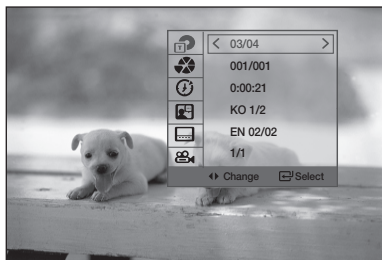 T
< 03/04 >
001/001
0:00:21
KO 1/2
EN 02/02
1/1
Change Select